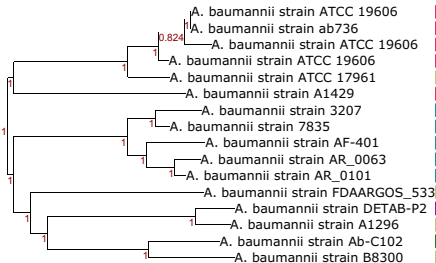 A. baumannii strain ATCC 19606
A. baumannii strain ab736
0.824
A. baumannii strain ATCC 19606
1
A. baumannii strain ATCC 19606
1
A. baumannii strain ATCC 17961
1
A. baumannii strain A1429
1
A. baumannii strain 3207
1
A. baumannii strain 7835
1
1
A. baumannii strain AF-401
1
A. baumannii strain AR_0063
1
A. baumannii strain AR_0101
1
A. baumannii strain FDAARGOS_533
1
A. baumannii strain DETAB-P2
1
A. baumannii strain A1296
1
A. baumannii strain Ab-C102
1
A. baumannii strain B8300